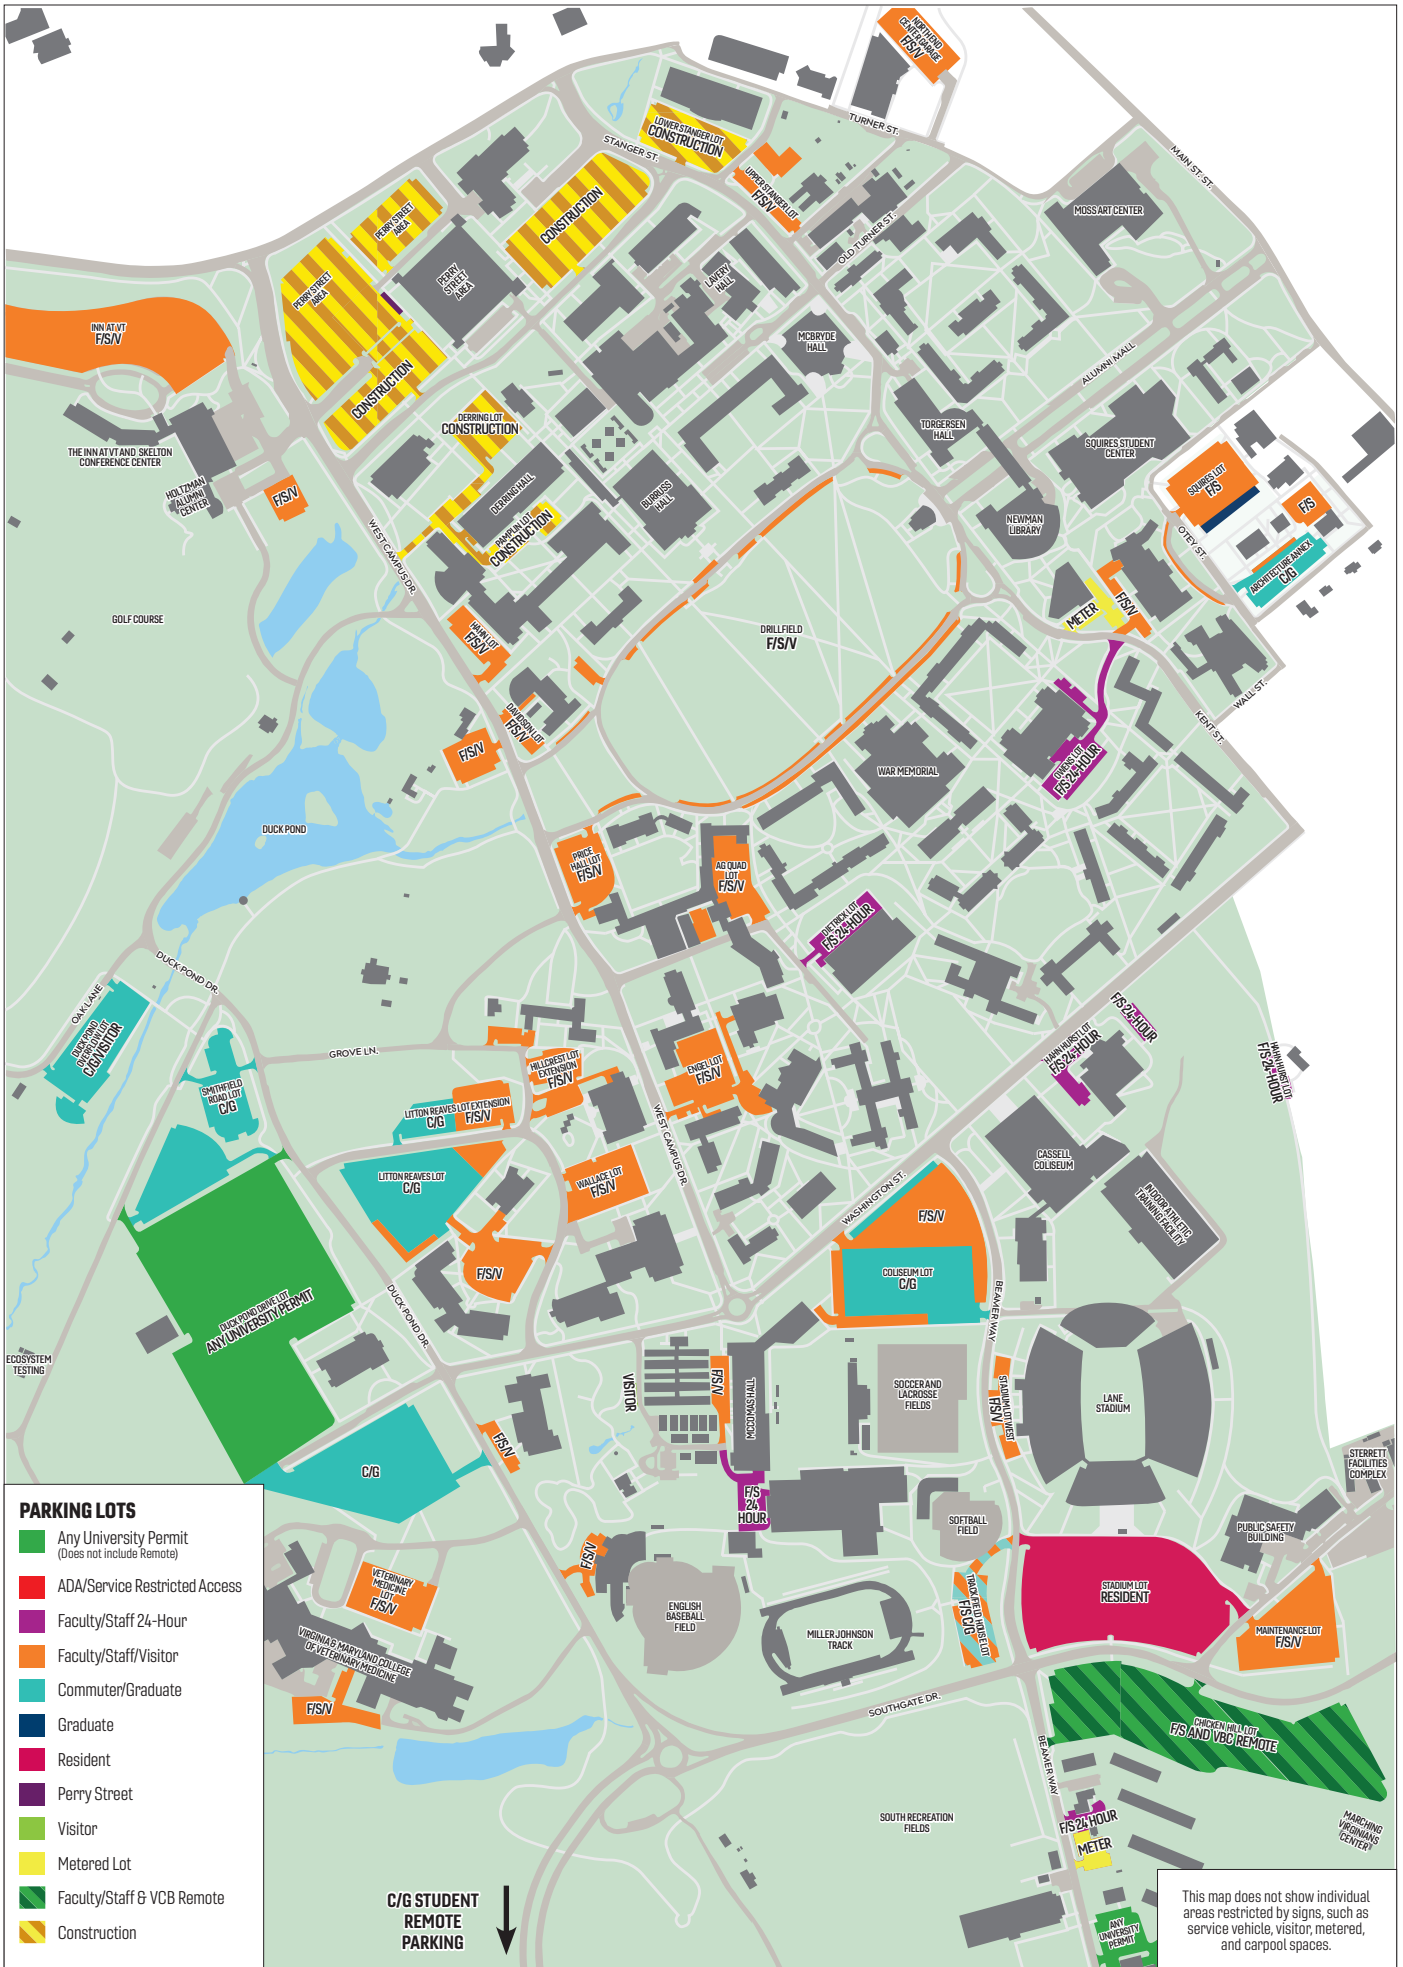 NORTH END
CENTER GARAGE
F/S/V
TURNER ST.
LOWER STANGER LOT
CONSTRUCTION
STANGER ST.
MAIN ST. ST.
UPPER STANGER LOT
F/S/V
CONSTRUCTION
PERRY STREET
AREA
MOSS ART CENTER
OLD TURNER ST.
LAVERY
HALL
PERRY
STREET
AREA
PERRY STREET
AREA
INN AT VT
F/S/V
MCBRYDE
HALL
ALUMNI MALL
CONSTRUCTION
DERRING LOT
CONSTRUCTION
TORGERSEN
HALL
SQUIRES STUDENT
CENTER
THE INN AT VT AND SKELTON
CONFERENCE CENTER
HOLTZMAN
ALUMNI
CENTER
F/S/V
DERRING HALL
BURRUSS
HALL
SQUIRES LOT
F/S
F/S
PAMPLIN LOT
CONSTRUCTION
NEWMAN
LIBRARY
OTEY ST.
WEST CAMPUS DR.
ARCHITECTURE ANNEX
C/G
GOLF COURSE
METER
F/S/V
HAHN LOT
F/S/V
DRILLFIELD
F/S/V
WALL ST.
KENT ST.
DAVIDSON LOT
F/S/V
F/S/V
WAR MEMORIAL
OWENS LOT
F/S 24-HOUR
DUCK POND
PRICE
HALL LOT
F/S/V
AG QUAD
LOT
F/S/V
DIETRICK LOT
F/S 24-HOUR
DUCK POND DR.
OAK LANE
DUCK POND
OVERFLOW LOT
C/G/VISITOR
F/S 24-HOUR
HAHN HURST LOT
F/S 24-HOUR
HAHN HURST LOT
F/S 24-HOUR
GROVE LN.
HILLCREST LOT
EXTENSION
F/S/V
ENGEL LOT
F/S/V
SMITHFIELD
ROAD LOT
C/G
LITTON REAVES LOT EXTENSION
C/G
F/S/V
WEST CAMPUS DR.
CASSELL
COLISEUM
LITTON REAVES LOT
C/G
WALLACE LOT
F/S/V
WASHINGTON ST.
INDOOR ATHLETIC
TRAINING FACILITY
F/S/V
F/S/V
COLISEUM LOT
C/G
DUCK POND DRIVE LOT
ANY UNIVERSITY PERMIT
DUCK POND DR.
BEAMER WAY
ECOSYSTEM
TESTING
VISITOR
F/S/V
MCCOMAS HALL
SOCCER AND
LACROSSE
FIELDS
STADIUM LOT WEST
F/S/V
LANE
STADIUM
F/S/V
C/G
STERRETT
FACILITIES
COMPLEX
F/S
24
HOUR
SOFTBALL
FIELD
PUBLIC SAFETY
BUILDING
F/S/V
VETERINARY
MEDICINE
LOT
F/S/V
STADIUM LOT
RESIDENT
TRACK/FIELD HOUSE LOT
F/S C/G
ENGLISH
BASEBALL
FIELD
MILLER JOHNSON
TRACK
MAINTENANCE LOT
F/S/V
VIRGINIA & MARYLAND COLLEGE
OF VETERINARY MEDICINE
F/S/V
SOUTHGATE DR.
CHICKEN HILL LOT
F/S AND VBC REMOTE
BEAMER WAY
SOUTH RECREATION
FIELDS
F/S 24 HOUR
METER
MARCHING
VIRGINIANS
CENTER
ANY
UNIVERSITY
PERMIT
C/G STUDENT
REMOTE
PARKING
PARKING LOTS
Any University Permit
(Does not include Remote)
ADA/Service Restricted Access
Faculty/Staff 24-Hour
Faculty/Staff/Visitor
Commuter/Graduate
Graduate
Resident
Perry Street
Visitor
Metered Lot
Faculty/Staff & VCB Remote
Construction
This map does not show individual
areas restricted by signs, such as
service vehicle, visitor, metered,
and carpool spaces.
PERRY STREET
AREA